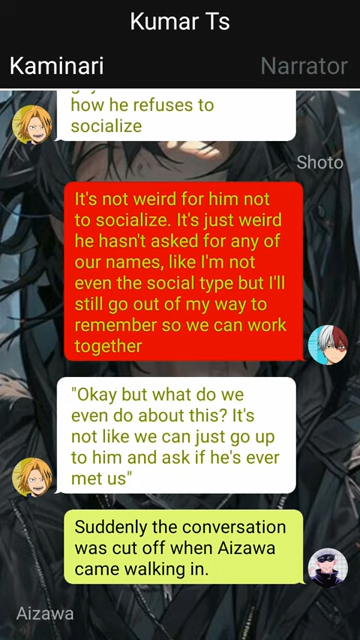 Kumar Ts
Kaminari
Narrator
how he refuses to
socialize
Shoto
It's not weird for him not
to socialize. It's just weird
he hasn't asked for any of
our names, like I'm not
even the social type but I'll
still go out of my way to
remember so we can work
together
"Okay but what do we
even do about this? It's
not like we can just go up
to him and ask if he's ever
met us"
Suddenly the conversation
was cut off when Aizawa
came walking in.
Aizawa